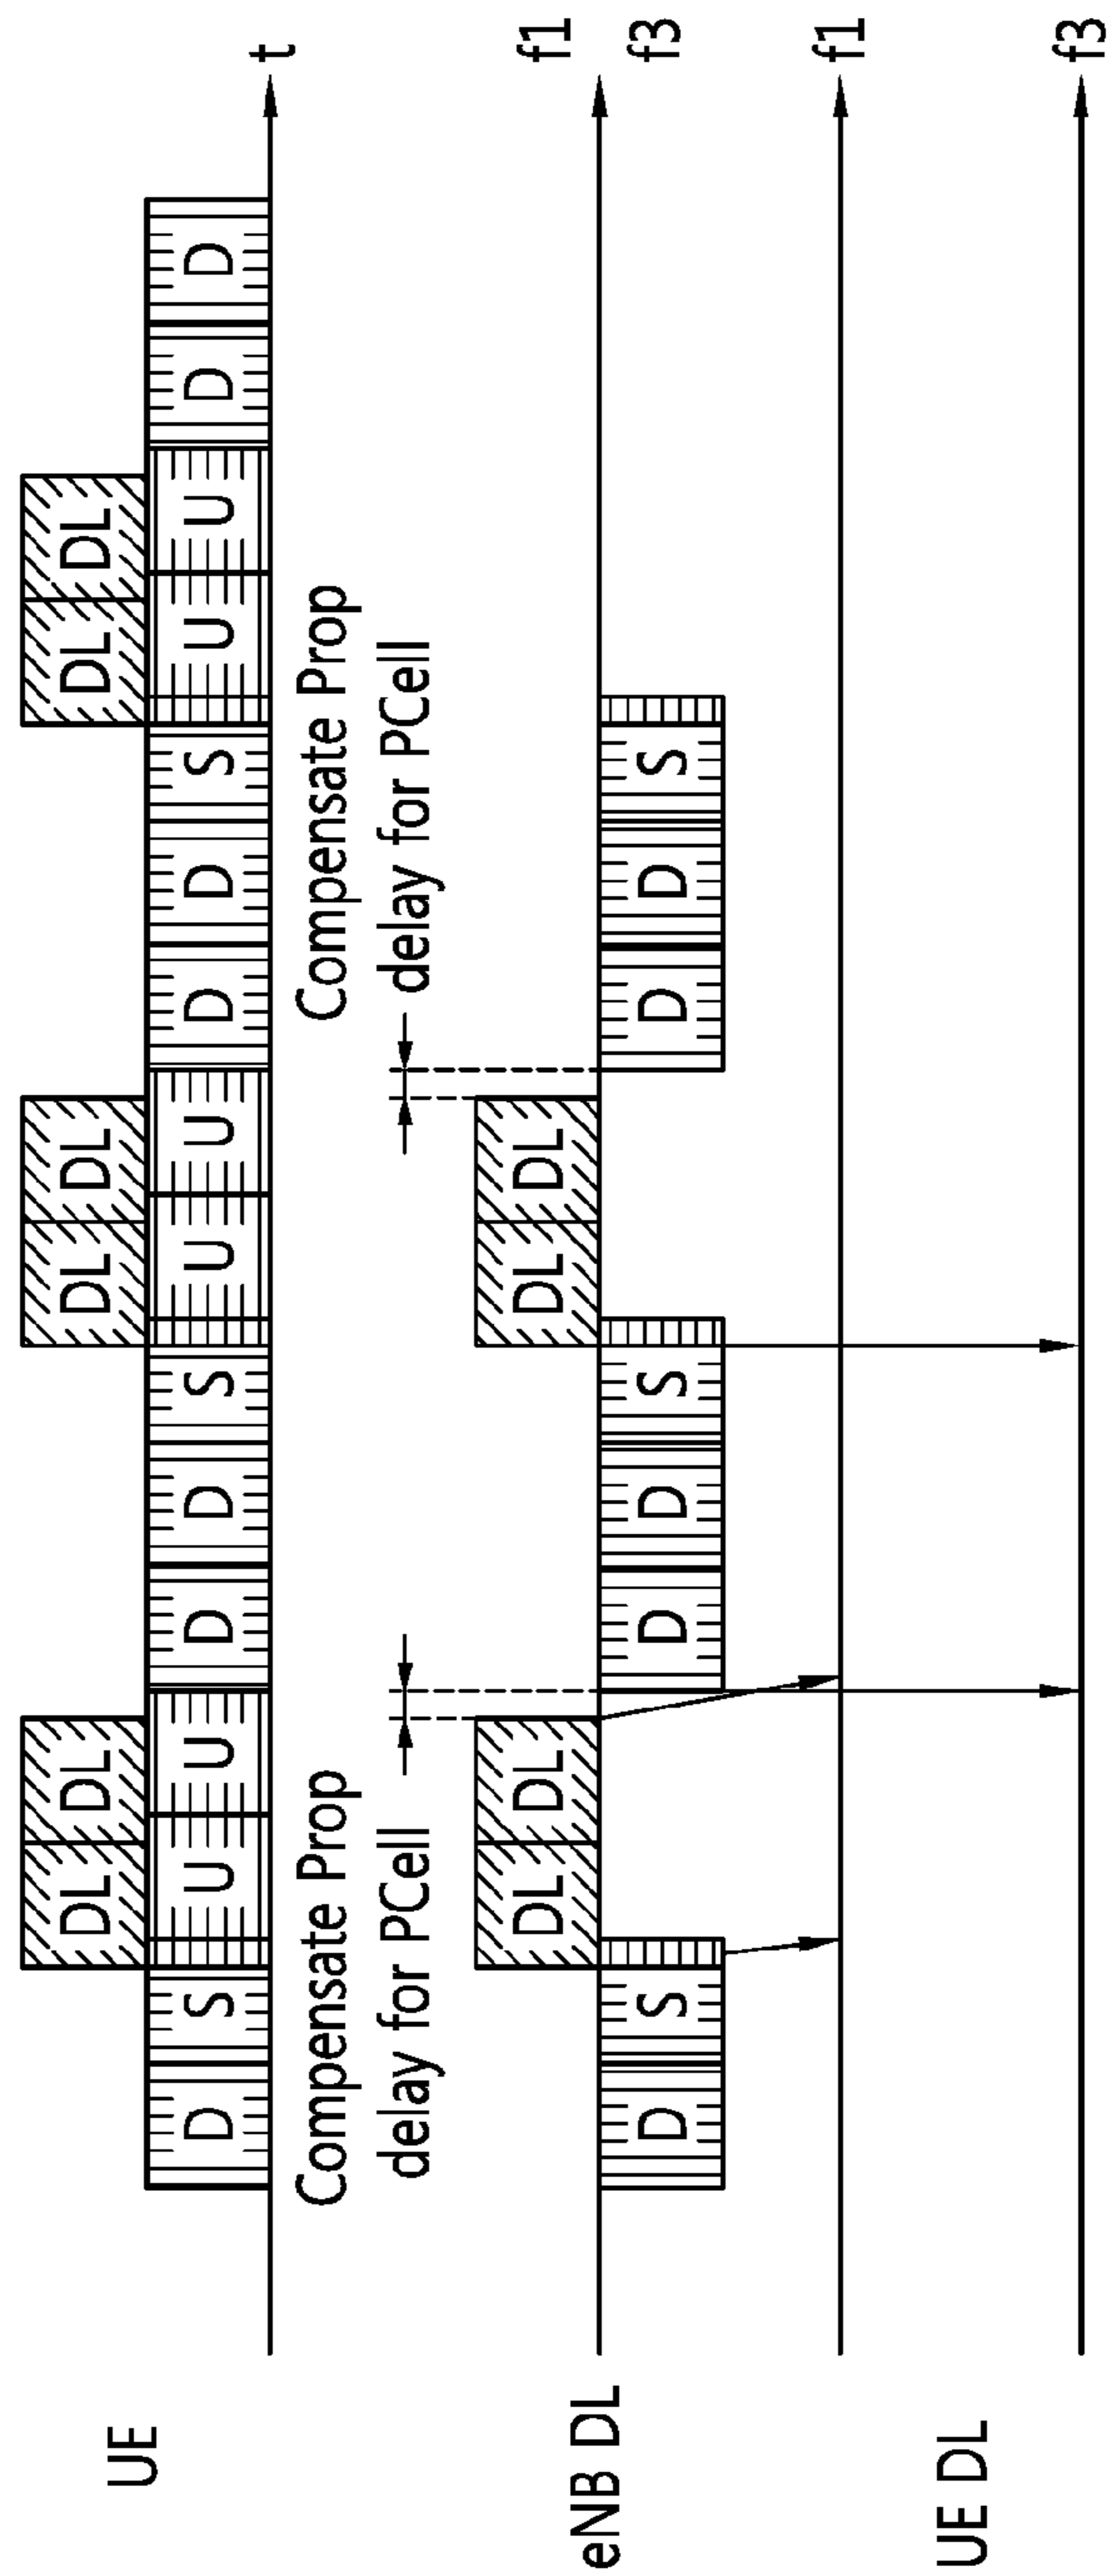 DL DL DL DL DL DL
UE D S U U D D S U U D D S U U D D t
Compensate Prop
delay for PCell
Compensate Prop
delay for PCell
DL DL DL DL f1
eNB DL
D S D D S D D S f3
f1
UE DL
f3